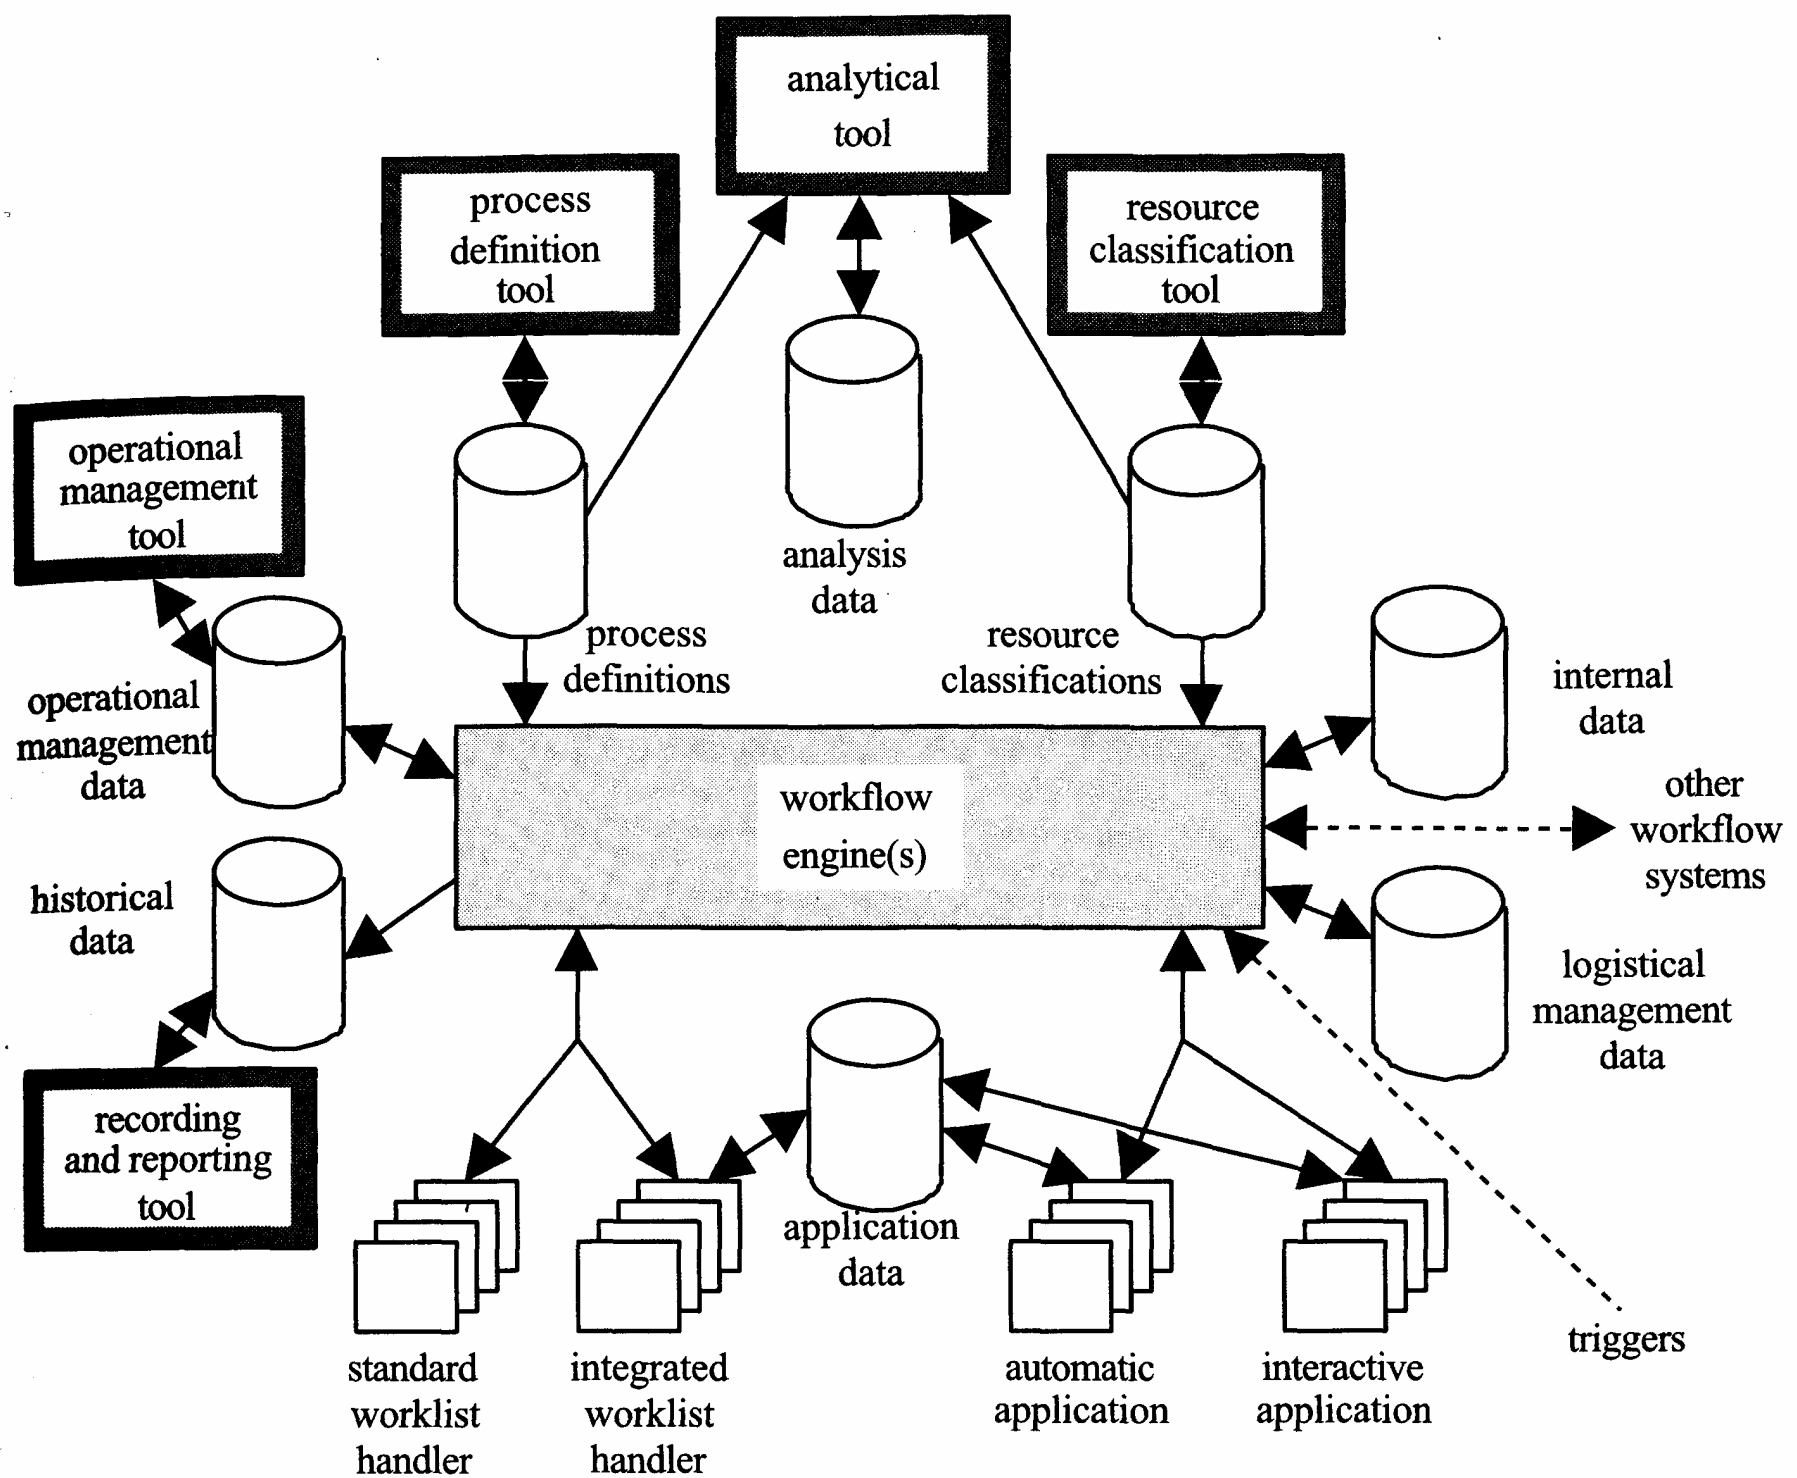 analytical
tool
process
definition
tool
resource
classification
tool
operational
management
tool
analysis
data
process
definitions
resource
classifications
operational
management
data
internal
data
workflow
engine(s)
other
workflow
systems
historical
data
logistical
management
data
recording
and reporting
tool
application
data
triggers
standard
worklist
handler
integrated
worklist
handler
automatic
application
interactive
application